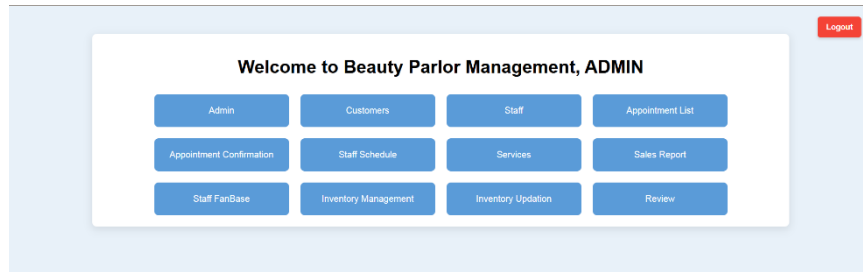 Logout
Welcome to Beauty Parlor Management, ADMIN
Admin Customers Staff Appointment List
Appointment Confirmation Staff Schedule Services Sales Report
Staff FanBase Inventory Management Inventory Updation Review